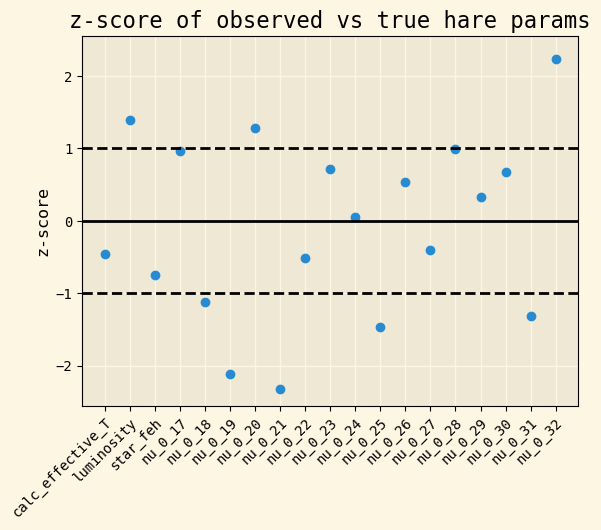 z-score of observed vs true hare params
z-score
2
1
0
−1
−2
calc_effective_T
luminosity
star_feh
nu_0_17
nu_0_18
nu_0_19
nu_0_20
nu_0_21
nu_0_22
nu_0_23
nu_0_24
nu_0_25
nu_0_26
nu_0_27
nu_0_28
nu_0_29
nu_0_30
nu_0_31
nu_0_32